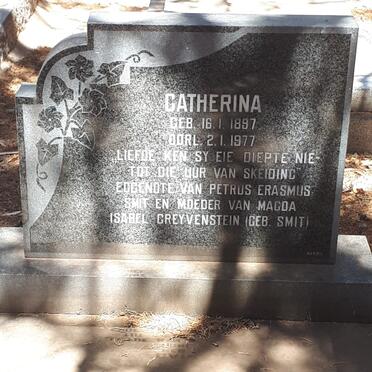 CATHERINA
GEB. 16.1.1897
OORL. 2.1.1977
„LIEFDE KEN SY EIE DIEPTE NIE
TOT DIE UUR VAN SKEIDING"
EGGENOTE VAN PETRUS ERASMUS
SMIT EN MOEDER VAN MAGDA
ISABEL GREYVENSTEIN (GEB. SMIT)